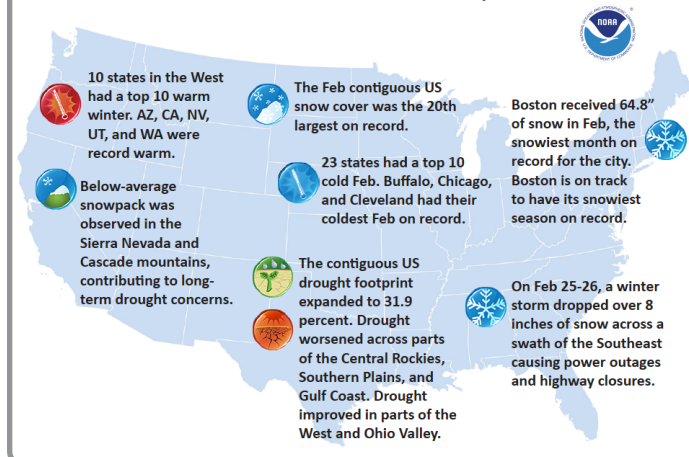 NOAA
10 states in the West
had a top 10 warm
winter. AZ, CA, NV,
UT, and WA were
record warm.
The Feb contiguous US
snow cover was the 20th
largest on record.
Boston received 64.8”
of snow in Feb, the
snowiest month on
record for the city.
Boston is on track
to have its snowiest
season on record.
23 states had a top 10
cold Feb. Buffalo, Chicago,
and Cleveland had their
coldest Feb on record.
Below-average
snowpack was
observed in the
Sierra Nevada and
Cascade mountains,
contributing to long-
term drought concerns.
The contiguous US
drought footprint
expanded to 31.9
percent. Drought
worsened across parts
of the Central Rockies,
Southern Plains, and
Gulf Coast. Drought
improved in parts of the
West and Ohio Valley.
On Feb 25-26, a winter
storm dropped over 8
inches of snow across a
swath of the Southeast
causing power outages
and highway closures.